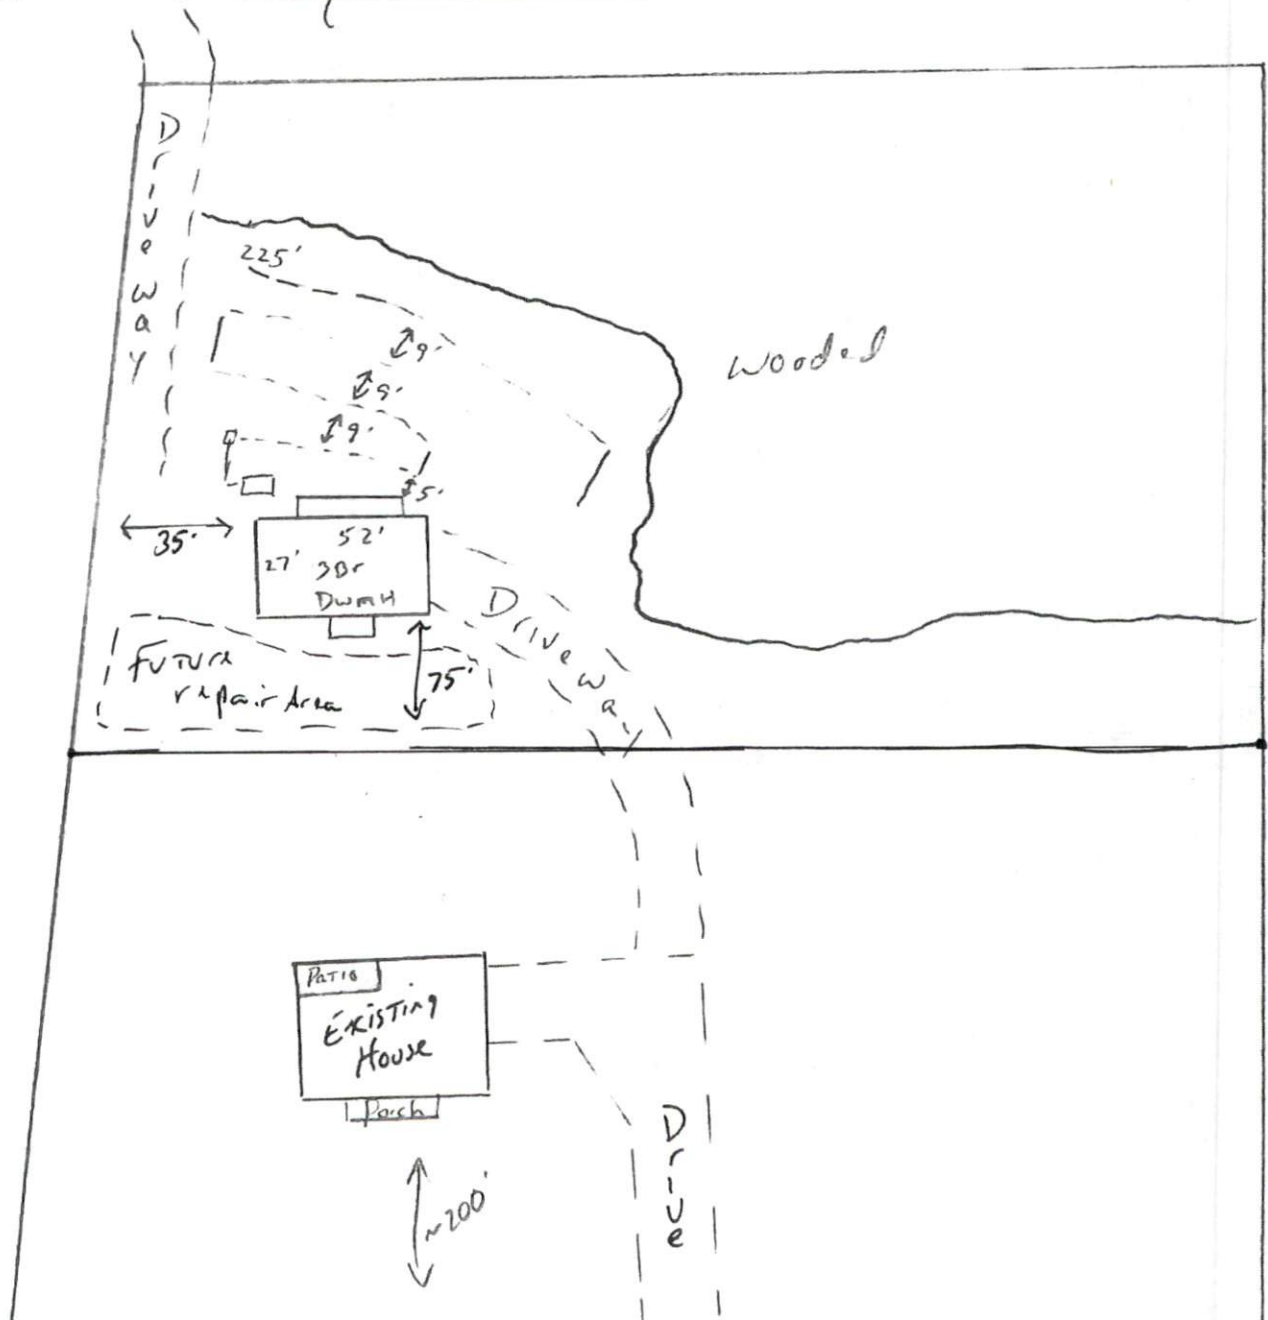 Driveway
225'
Wooded
9'
9'
9'
5'
35'
52'
27' 3Br
DWMH
Driveway
Future
repair Area
75'
Patio
Existing
House
Porch
Drive
~200'